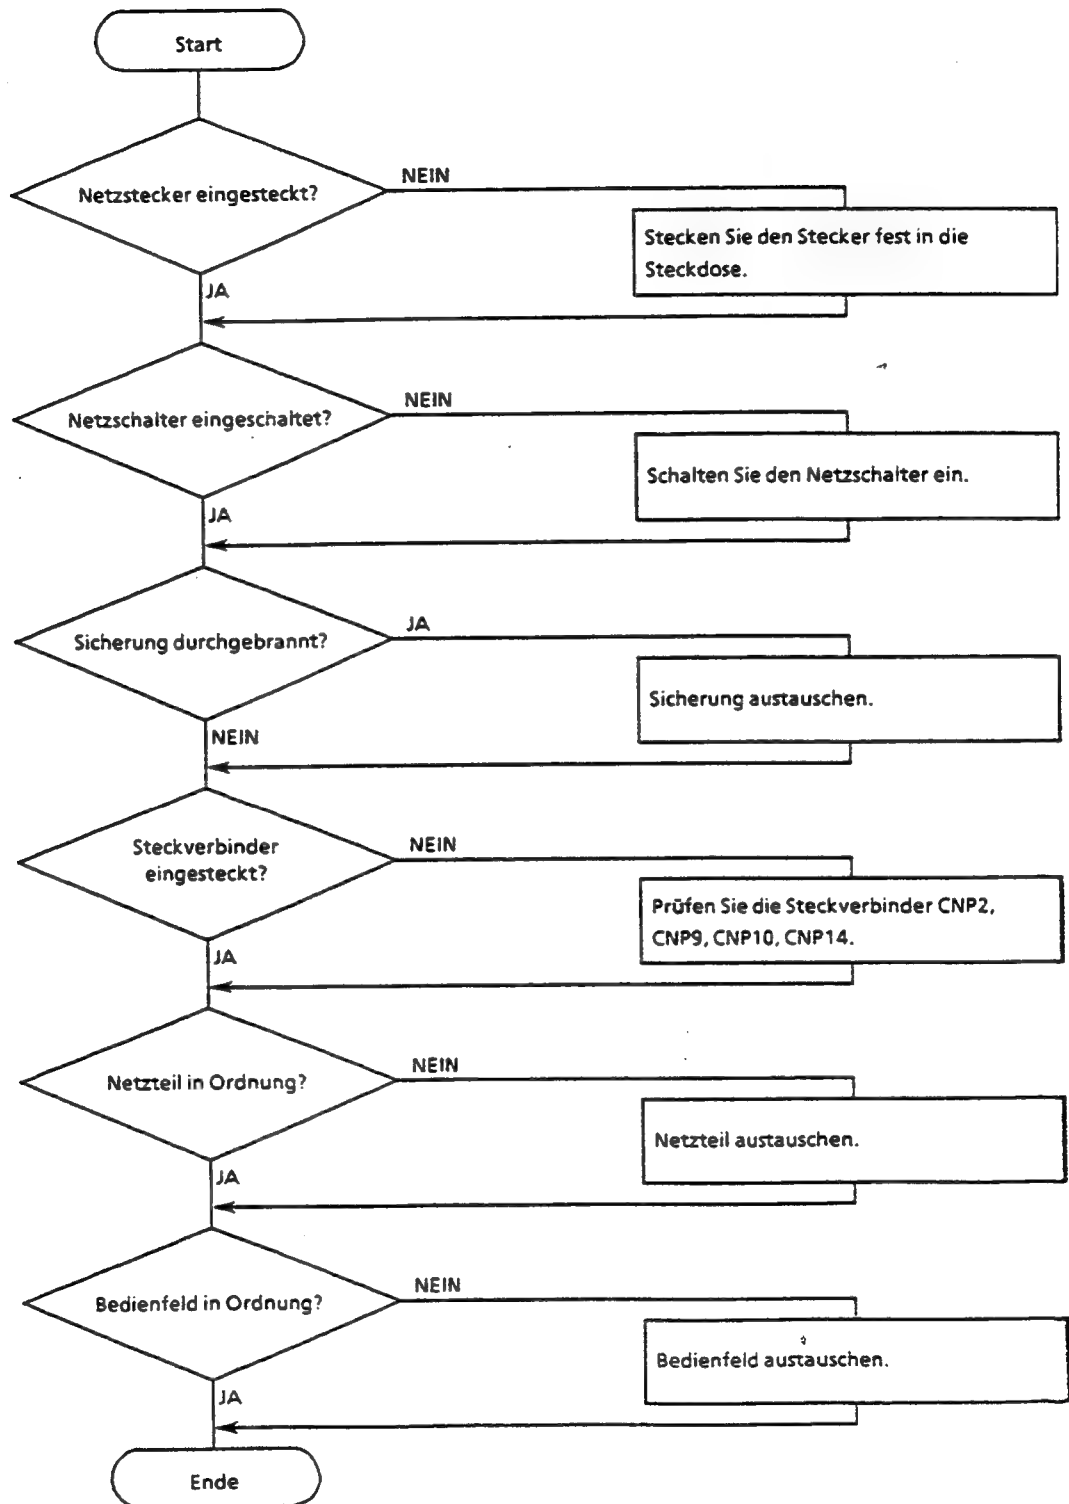 Start
Netzstecker eingesteckt?
NEIN
Stecken Sie den Stecker fest in die
Steckdose.
JA
Netzschalter eingeschaltet?
NEIN
Schalten Sie den Netzschalter ein.
JA
Sicherung durchgebrannt?
JA
Sicherung austauschen.
NEIN
Steckverbinder
eingesteckt?
NEIN
Prüfen Sie die Steckverbinder CNP2,
CNP9, CNP10, CNP14.
JA
Netzteil in Ordnung?
NEIN
Netzteil austauschen.
JA
Bedienfeld in Ordnung?
NEIN
Bedienfeld austauschen.
JA
Ende